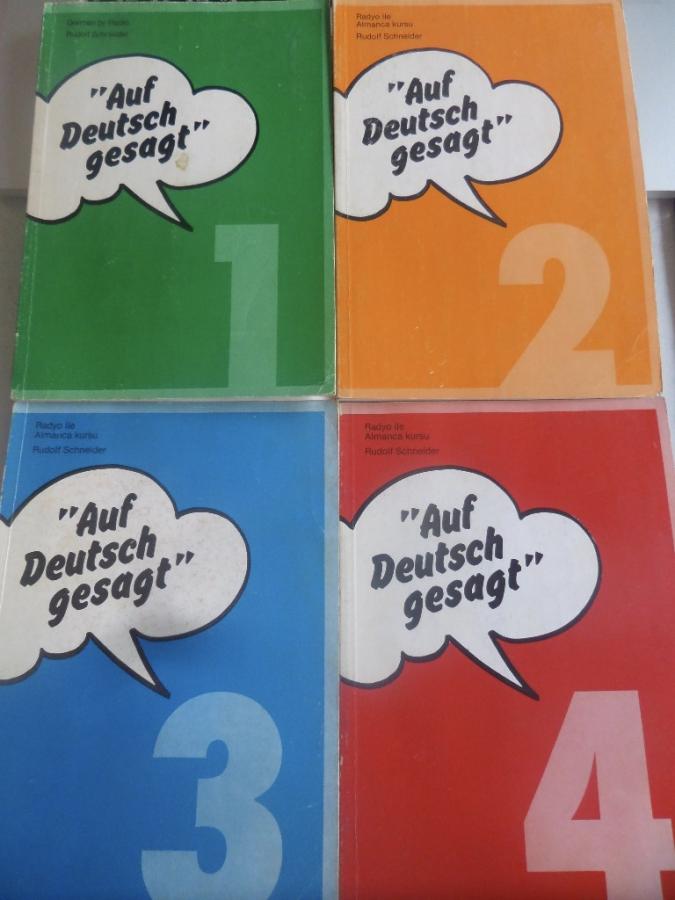 German by Radio
Rudolf Schneider
"Auf
Deutsch
gesagt"
1
Radyo ile
Almanca kursu
Rudolf Schneider
"Auf
Deutsch
gesagt"
2
Radyo ile
Almanca kursu
Rudolf Schneider
"Auf
Deutsch
gesagt"
3
Radyo ile
Almanca kursu
Rudolf Schneider
"Auf
Deutsch
gesagt"
4